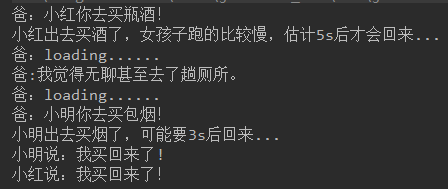 爸：小红你去买瓶酒！
小红出去买酒了，女孩子跑的比较慢，估计5s后才会回来...
爸：loading......
爸:我觉得无聊甚至去了趟厕所。
爸：loading......
爸：小明你去买包烟！
小明出去买烟了，可能要3s后回来...
小明说：我买回来了！
小红说：我买回来了！